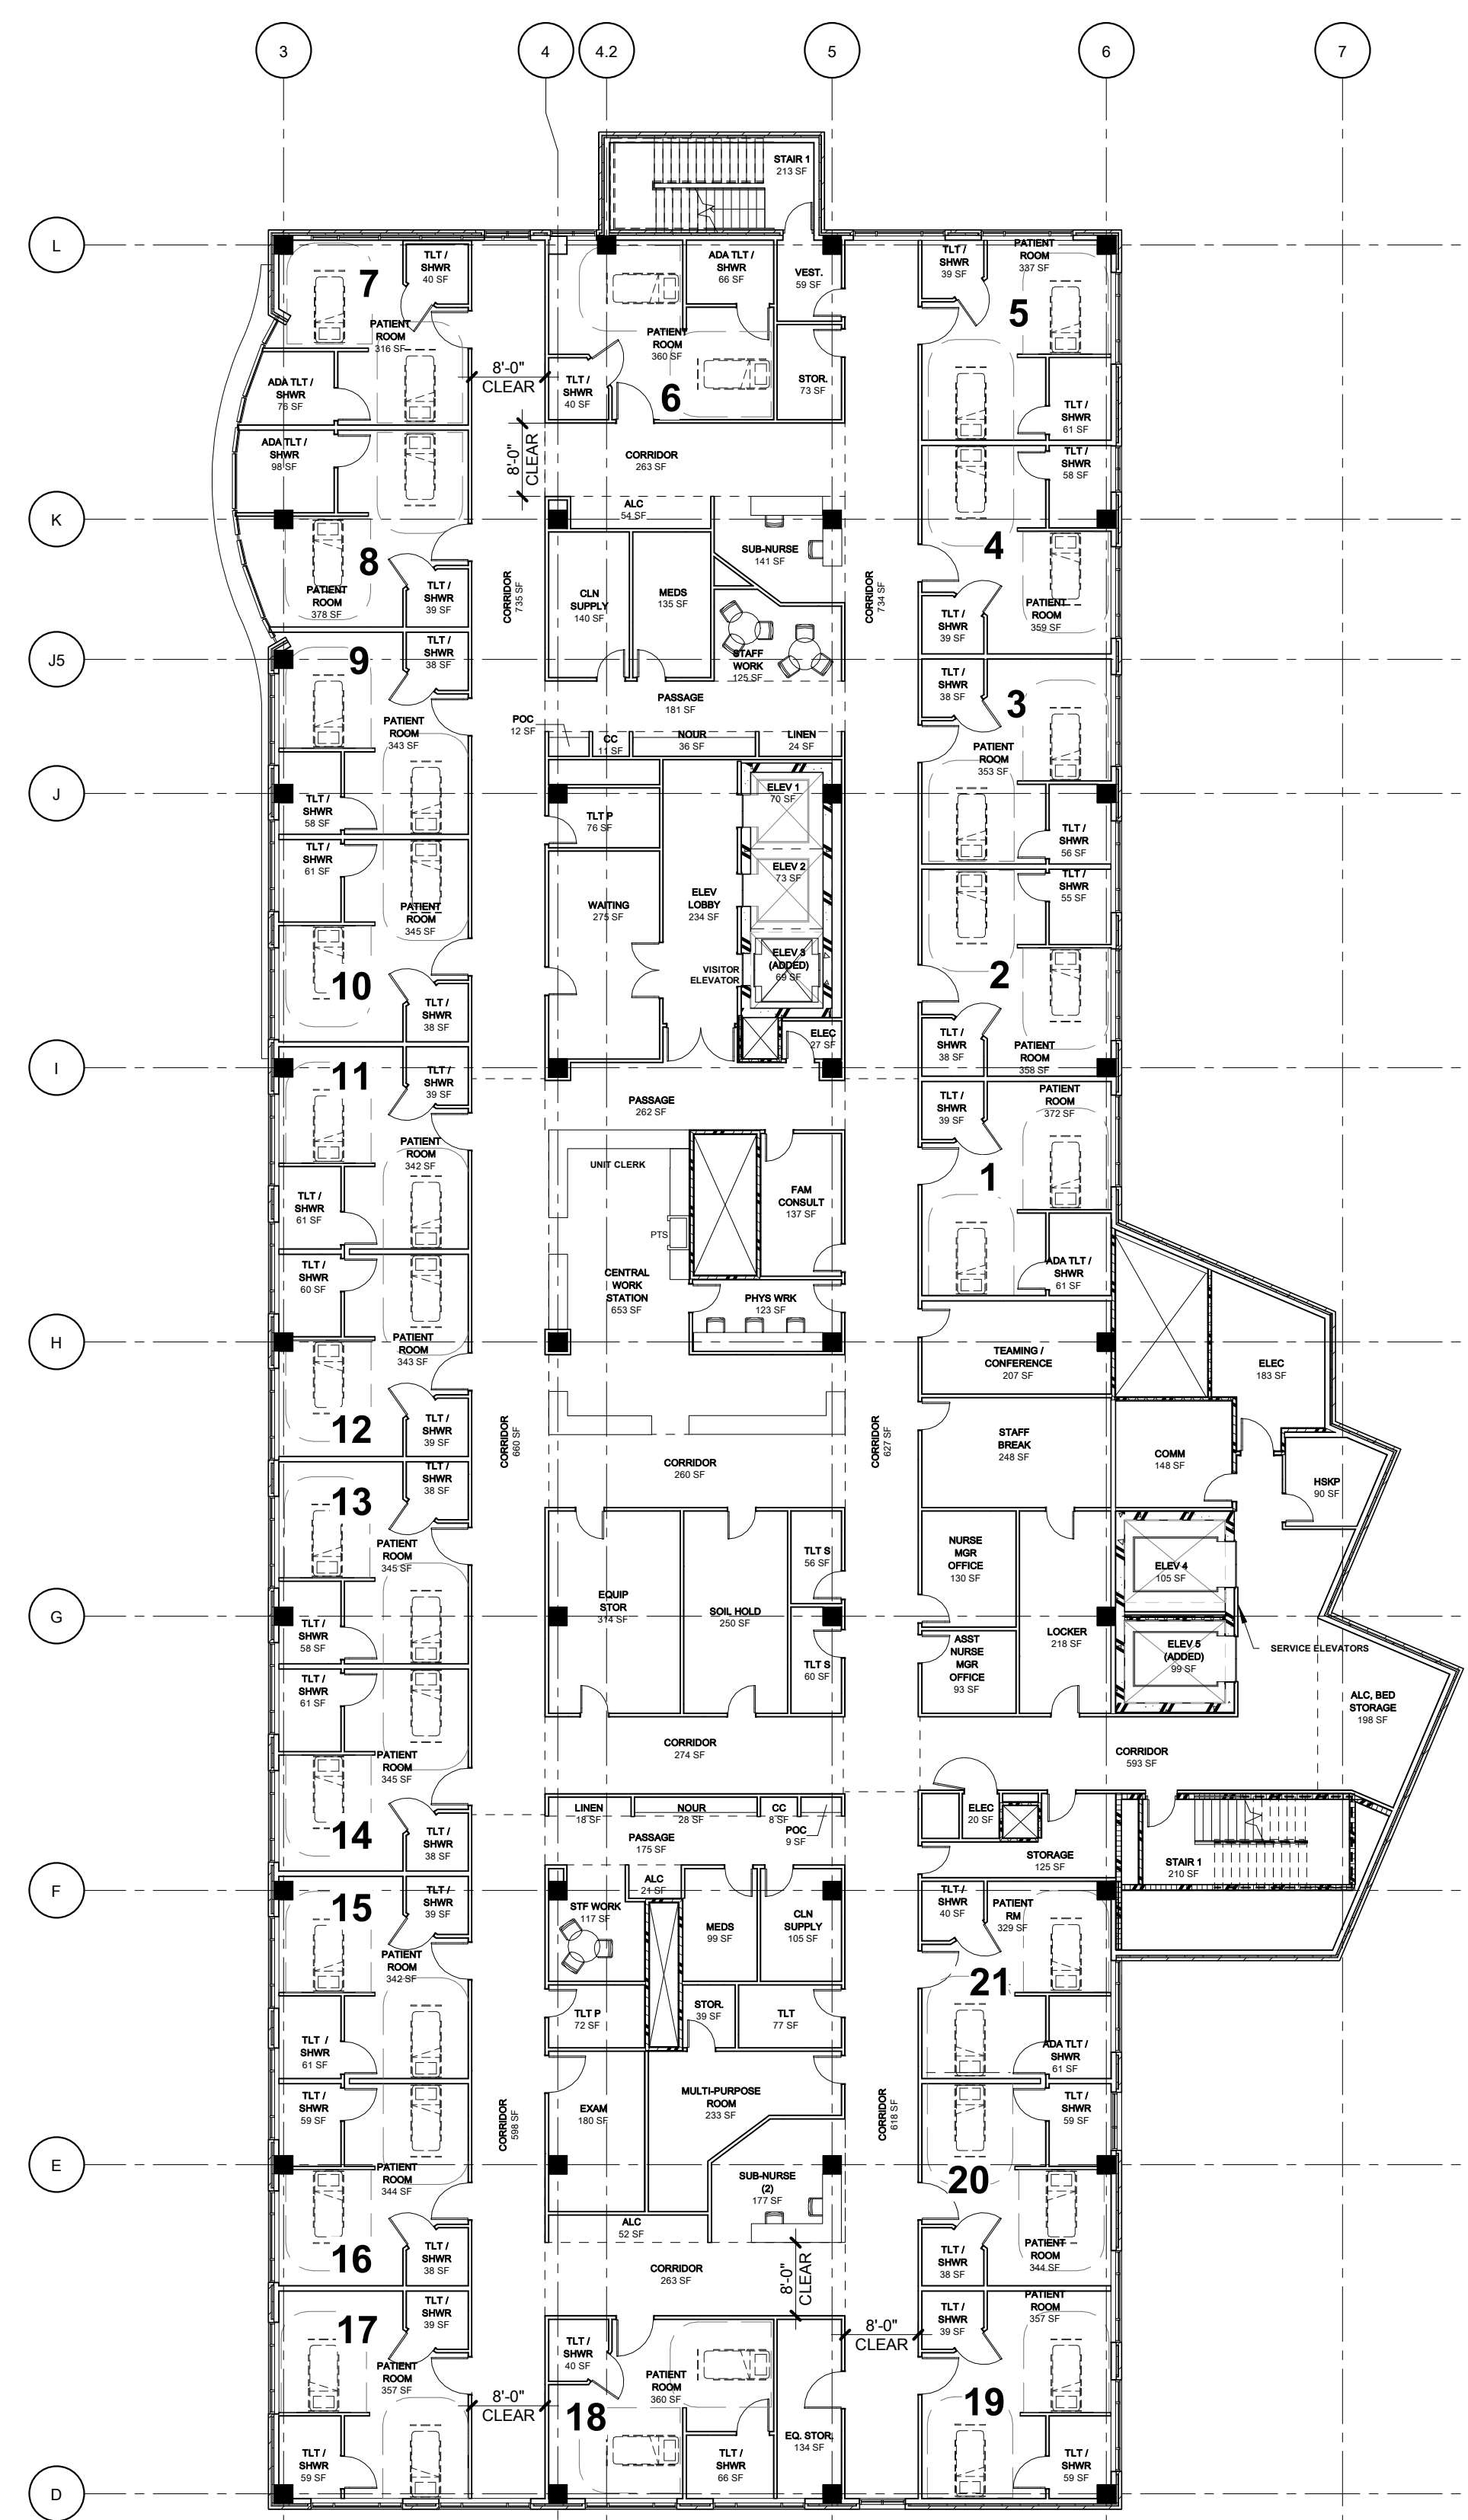 3
4
4.2
5
6
7
STAIR 1
213 SF
L
7
TLT /
SHWR
40 SF
PATIENT
ROOM
316 SF
ADA TLT /
SHWR
76 SF
8'-0"
CLEAR
ADA TLT /
SHWR
66 SF
VEST.
59 SF
PATIENT
ROOM
360 SF
TLT /
SHWR
40 SF
6
STOR.
73 SF
TLT /
SHWR
39 SF
PATIENT
ROOM
337 SF
5
TLT /
SHWR
61 SF
ADA TLT /
SHWR
98 SF
8'-0"
CLEAR
CORRIDOR
263 SF
TLT /
SHWR
58 SF
K
ALC
54 SF
SUB-NURSE
141 SF
8
PATIENT
ROOM
378 SF
TLT /
SHWR
39 SF
CORRIDOR
735 SF
CLN
SUPPLY
140 SF
MEDS
135 SF
CORRIDOR
734 SF
4
TLT /
SHWR
39 SF
PATIENT
ROOM
359 SF
J5
9
TLT /
SHWR
38 SF
STAFF
WORK
125 SF
TLT /
SHWR
38 SF
3
PATIENT
ROOM
343 SF
PASSAGE
181 SF
POC
12 SF
CC
11 SF
NOUR
36 SF
LINEN
24 SF
PATIENT
ROOM
353 SF
J
TLT /
SHWR
58 SF
TLT P
76 SF
ELEV 1
70 SF
TLT /
SHWR
56 SF
TLT /
SHWR
61 SF
ELEV 2
73 SF
TLT /
SHWR
55 SF
PATIENT
ROOM
345 SF
WAITING
275 SF
ELEV
LOBBY
234 SF
ELEV 3
(ADDED)
69 SF
VISITOR
ELEVATOR
2
10
TLT /
SHWR
38 SF
ELEC
27 SF
TLT /
SHWR
38 SF
PATIENT
ROOM
358 SF
I
11
TLT /
SHWR
39 SF
PASSAGE
262 SF
TLT /
SHWR
39 SF
PATIENT
ROOM
372 SF
PATIENT
ROOM
342 SF
UNIT CLERK
1
TLT /
SHWR
61 SF
PTS
FAM
CONSULT
137 SF
TLT /
SHWR
60 SF
CENTRAL
WORK
STATION
653 SF
PHYS WRK
123 SF
ADA TLT /
SHWR
61 SF
H
PATIENT
ROOM
343 SF
TEAMING /
CONFERENCE
207 SF
ELEC
183 SF
12
TLT /
SHWR
39 SF
CORRIDOR
660 SF
CORRIDOR
260 SF
CORRIDOR
627 SF
STAFF
BREAK
248 SF
COMM
148 SF
HSKP
90 SF
13
TLT /
SHWR
38 SF
PATIENT
ROOM
345 SF
TLT S
56 SF
NURSE
MGR
OFFICE
130 SF
ELEV 4
105 SF
G
TLT /
SHWR
58 SF
EQUIP
STOR
314 SF
SOIL HOLD
250 SF
TLT S
60 SF
ASST
NURSE
MGR
OFFICE
93 SF
LOCKER
218 SF
ELEV 5
(ADDED)
99 SF
SERVICE ELEVATORS
TLT /
SHWR
61 SF
ALC, BED
STORAGE
198 SF
PATIENT
ROOM
345 SF
CORRIDOR
274 SF
CORRIDOR
593 SF
14
TLT /
SHWR
38 SF
LINEN
18 SF
NOUR
28 SF
CC
8 SF
POC
9 SF
PASSAGE
175 SF
ELEC
20 SF
STORAGE
125 SF
STAIR 1
210 SF
F
15
TLT /
SHWR
39 SF
STF WORK
117 SF
ALC
21 SF
MEDS
99 SF
CLN
SUPPLY
105 SF
TLT /
SHWR
40 SF
PATIENT
RM
329 SF
PATIENT
ROOM
342 SF
21
TLT /
SHWR
61 SF
TLT P
72 SF
STOR.
39 SF
TLT
77 SF
ADA TLT /
SHWR
61 SF
TLT /
SHWR
59 SF
CORRIDOR
598 SF
EXAM
180 SF
MULTI-PURPOSE
ROOM
233 SF
CORRIDOR
618 SF
TLT /
SHWR
59 SF
E
PATIENT
ROOM
344 SF
SUB-NURSE
(2)
177 SF
20
16
TLT /
SHWR
38 SF
ALC
52 SF
TLT /
SHWR
38 SF
PATIENT
ROOM
344 SF
CORRIDOR
263 SF
8'-0"
CLEAR
17
TLT /
SHWR
39 SF
TLT /
SHWR
39 SF
PATIENT
ROOM
357 SF
8'-0"
CLEAR
PATIENT
ROOM
357 SF
TLT /
SHWR
40 SF
PATIENT
ROOM
360 SF
8'-0"
CLEAR
18
19
EQ. STOR.
134 SF
TLT /
SHWR
59 SF
TLT /
SHWR
66 SF
TLT /
SHWR
59 SF
D